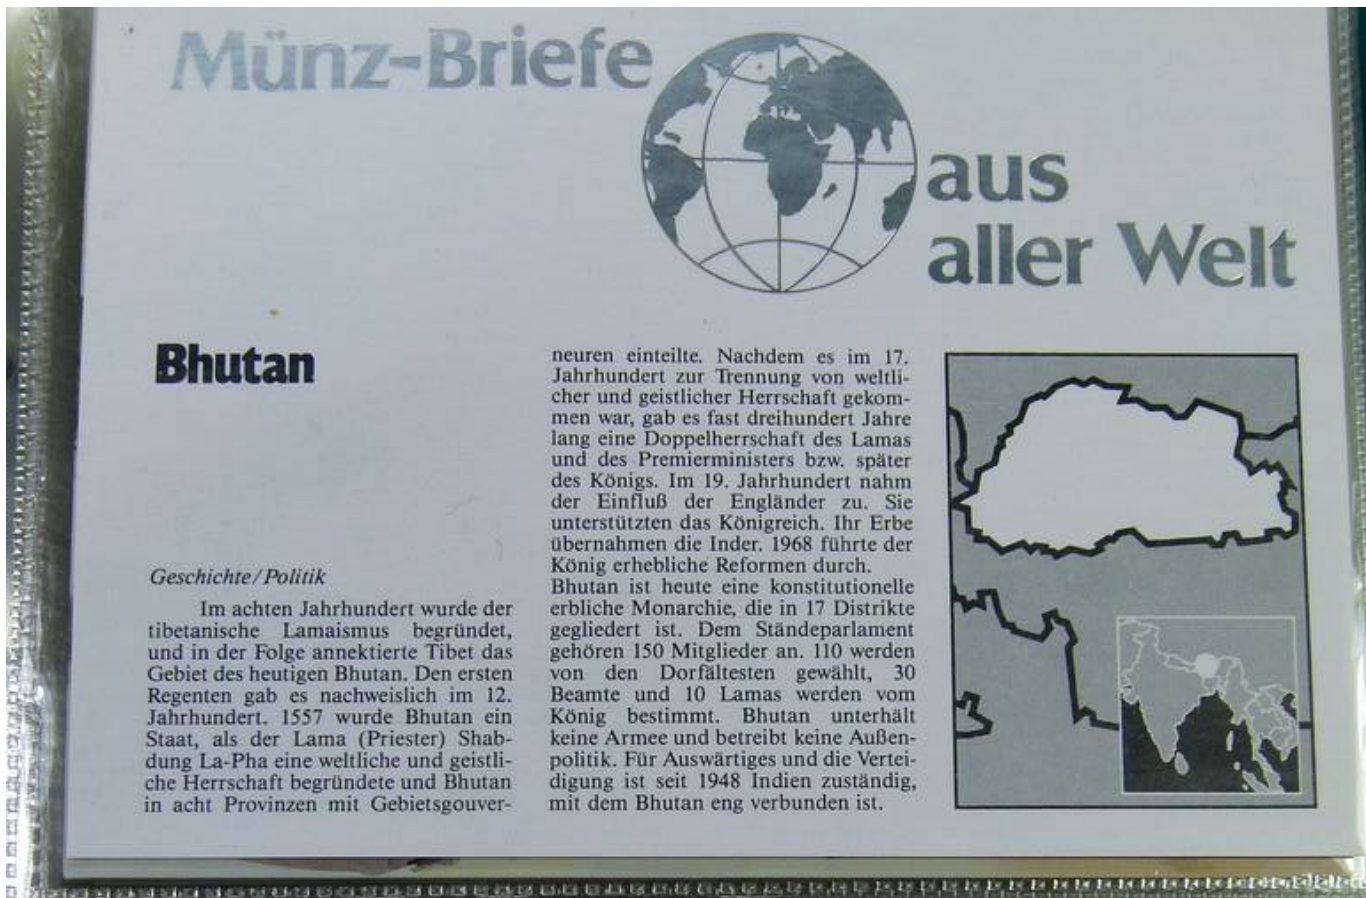 Münz-Briefe
aus
aller Welt
Bhutan
Geschichte/Politik
Im achten Jahrhundert wurde der
tibetanische Lamaismus begründet,
und in der Folge annektierte Tibet das
Gebiet des heutigen Bhutan. Den ersten
Regenten gab es nachweislich im 12.
Jahrhundert. 1557 wurde Bhutan ein
Staat, als der Lama (Priester) Shab-
dung La-Pha eine weltliche und geistli-
che Herrschaft begründete und Bhutan
in acht Provinzen mit Gebietsgouver-
neuren einteilte. Nachdem es im 17.
Jahrhundert zur Trennung von weltli-
cher und geistlicher Herrschaft gekom-
men war, gab es fast dreihundert Jahre
lang eine Doppelherrschaft des Lamas
und des Premierministers bzw. später
des Königs. Im 19. Jahrhundert nahm
der Einfluß der Engländer zu. Sie
unterstützten das Königreich. Ihr Erbe
übernahmen die Inder. 1968 führte der
König erhebliche Reformen durch.
Bhutan ist heute eine konstitutionelle
erbliche Monarchie, die in 17 Distrikte
gegliedert ist. Dem Ständeparlament
gehören 150 Mitglieder an. 110 werden
von den Dorfältesten gewählt, 30
Beamte und 10 Lamas werden vom
König bestimmt. Bhutan unterhält
keine Armee und betreibt keine Außen-
politik. Für Auswärtiges und die Vertei-
digung ist seit 1948 Indien zuständig,
mit dem Bhutan eng verbunden ist.